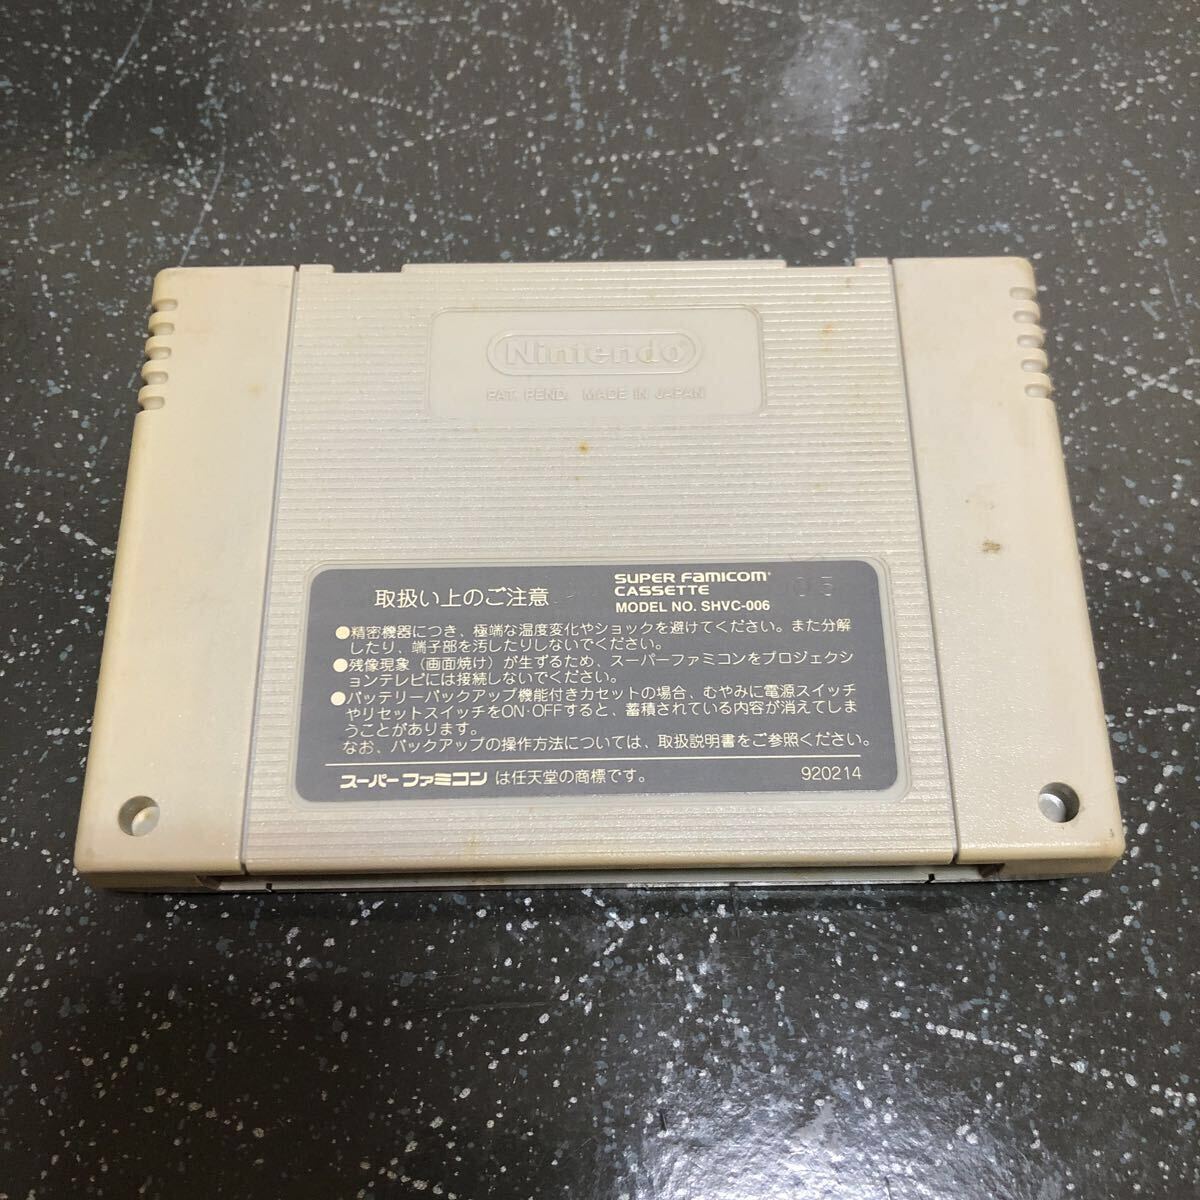 Nintendo®
PAT. PEND. MADE IN JAPAN
取扱い上のご注意
SUPER FAMICOM®
CASSETTE
MODEL NO. SHVC-006
05
●精密機器につき、極端な温度変化やショックを避けてください。また分解
したり、端子部を汚したりしないでください。
●残像現象（画面焼け）が生ずるため、スーパーファミコンをプロジェクシ
ョンテレビには接続しないでください。
●バッテリーバックアップ機能付きカセットの場合、むやみに電源スイッチ
やリセットスイッチをON・OFFすると、蓄積されている内容が消えてしま
うことがあります。
なお、バックアップの操作方法については、取扱説明書をご参照ください。
スーパーファミコン は任天堂の商標です。
920214